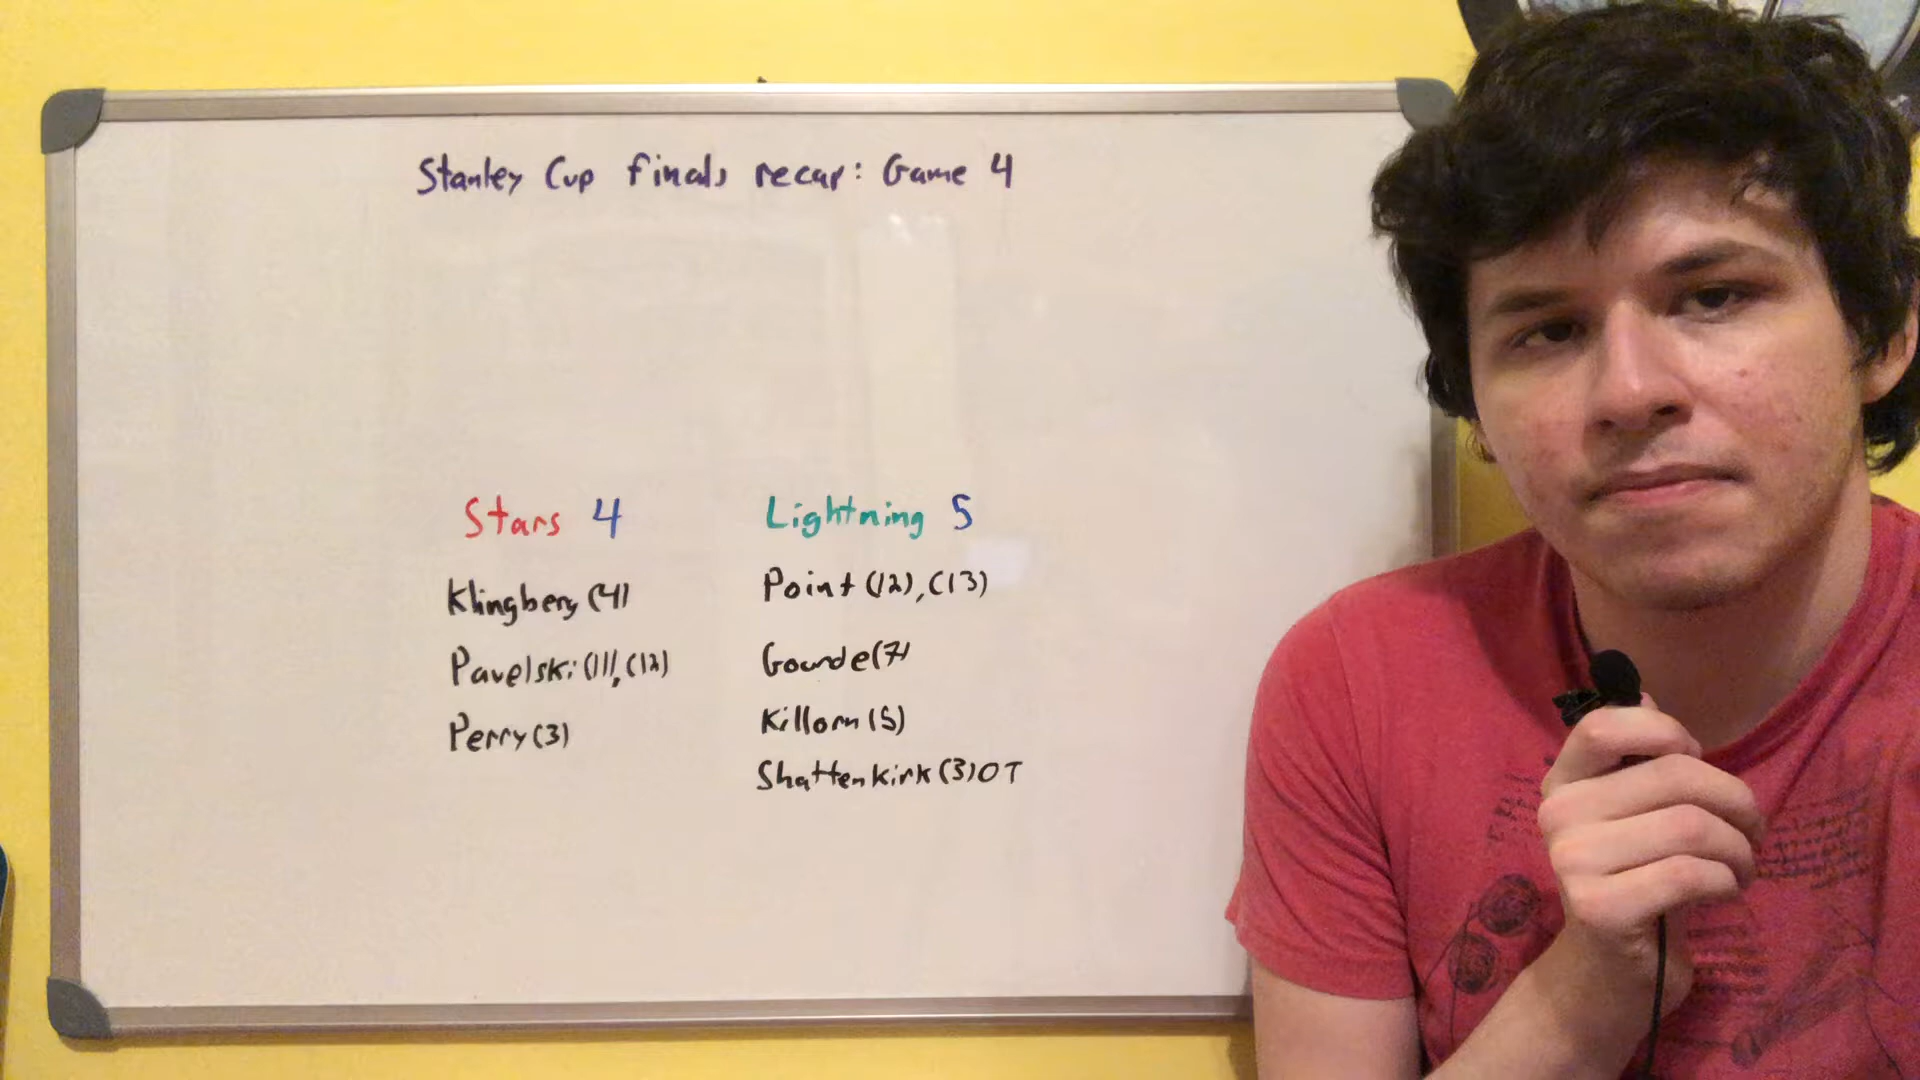 Stanley Cup finals recap: Game 4
Stars 4
Klingberg (4)
Pavelski (11), (12)
Perry (3)
Lightning 5
Point (12), (13)
Gourde (7)
Killorn (5)
Shattenkirk (3) OT